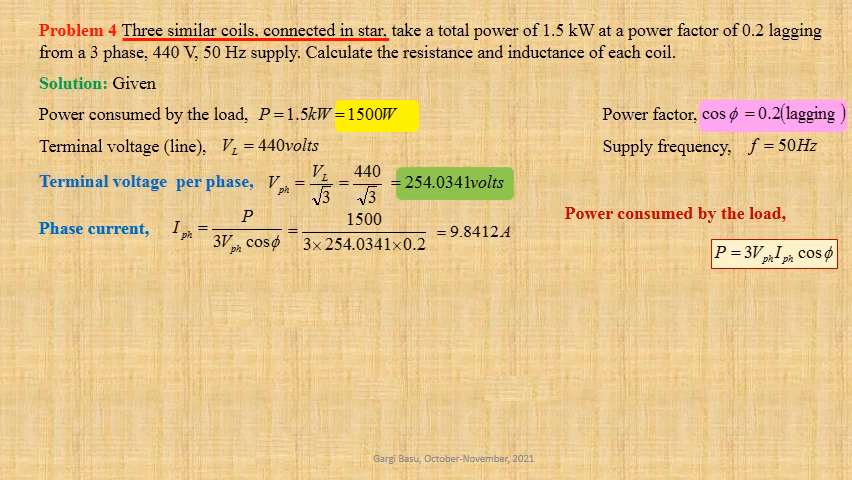 Problem 4 Three similar coils, connected in star, take a total power of 1.5 kW at a power factor of 0.2 lagging
from a 3 phase, 440 V, 50 Hz supply. Calculate the resistance and inductance of each coil.
Solution: Given
Power consumed by the load, P = 1.5kW = 1500W Power factor, cos ϕ = 0.2(lagging )
Terminal voltage (line), V_L = 440volts Supply frequency, f = 50Hz
Terminal voltage per phase, V_ph = V_L/√3 = 440/√3 = 254.0341volts
Power consumed by the load,
Phase current, I_ph = P/(3V_ph cosϕ) = 1500/(3×254.0341×0.2) = 9.8412A
P = 3V_ph I_ph cosϕ
Gargi Basu, October-November, 2021